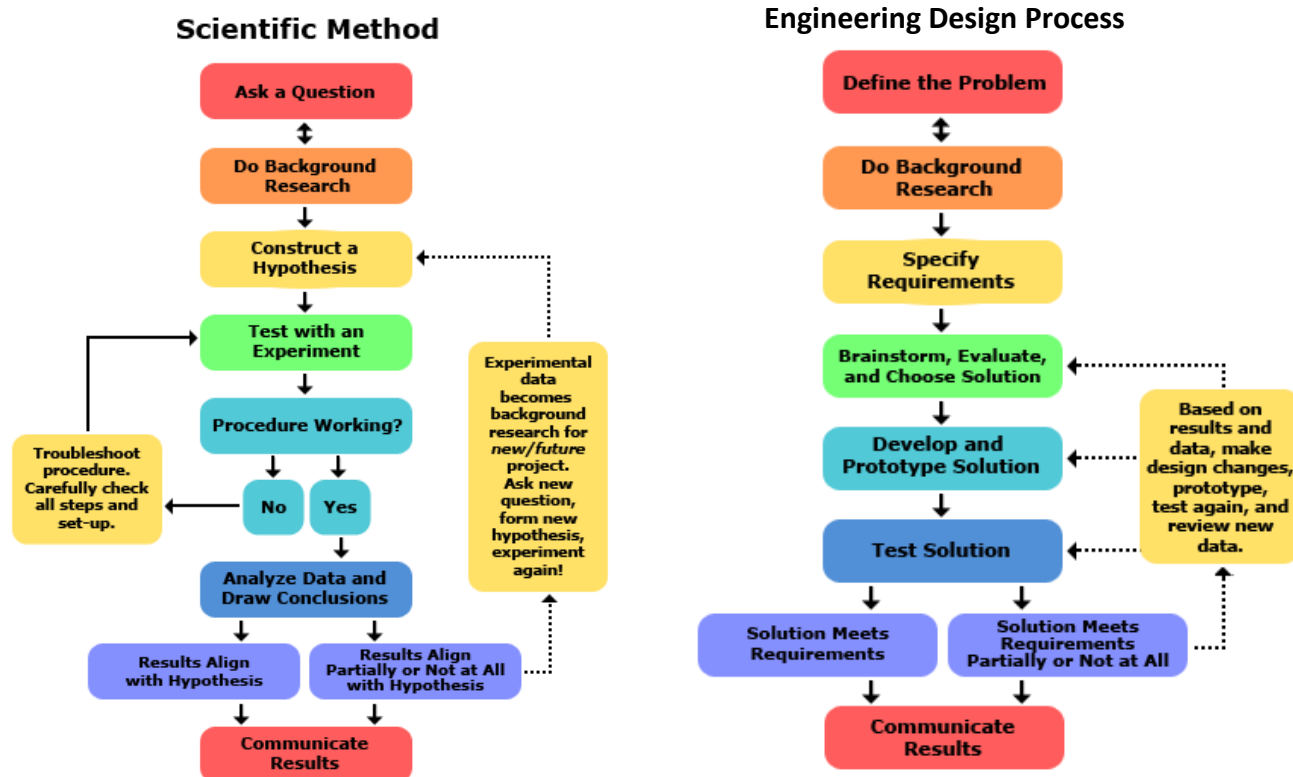 Scientific Method
Ask a Question
Do Background
Research
Construct a
Hypothesis
Test with an
Experiment
Procedure Working?
No
Yes
Troubleshoot
procedure.
Carefully check
all steps and
set-up.
Experimental
data
becomes
background
research for
new/future
project.
Ask new
question,
form new
hypothesis,
experiment
again!
Analyze Data and
Draw Conclusions
Results Align
with Hypothesis
Results Align
Partially or Not at All
with Hypothesis
Communicate
Results
Engineering Design Process
Define the Problem
Do Background
Research
Specify
Requirements
Brainstorm, Evaluate,
and Choose Solution
Develop and
Prototype Solution
Based on
results and
data, make
design changes,
prototype,
test again, and
review new
data.
Test Solution
Solution Meets
Requirements
Solution Meets
Requirements
Partially or Not at All
Communicate
Results